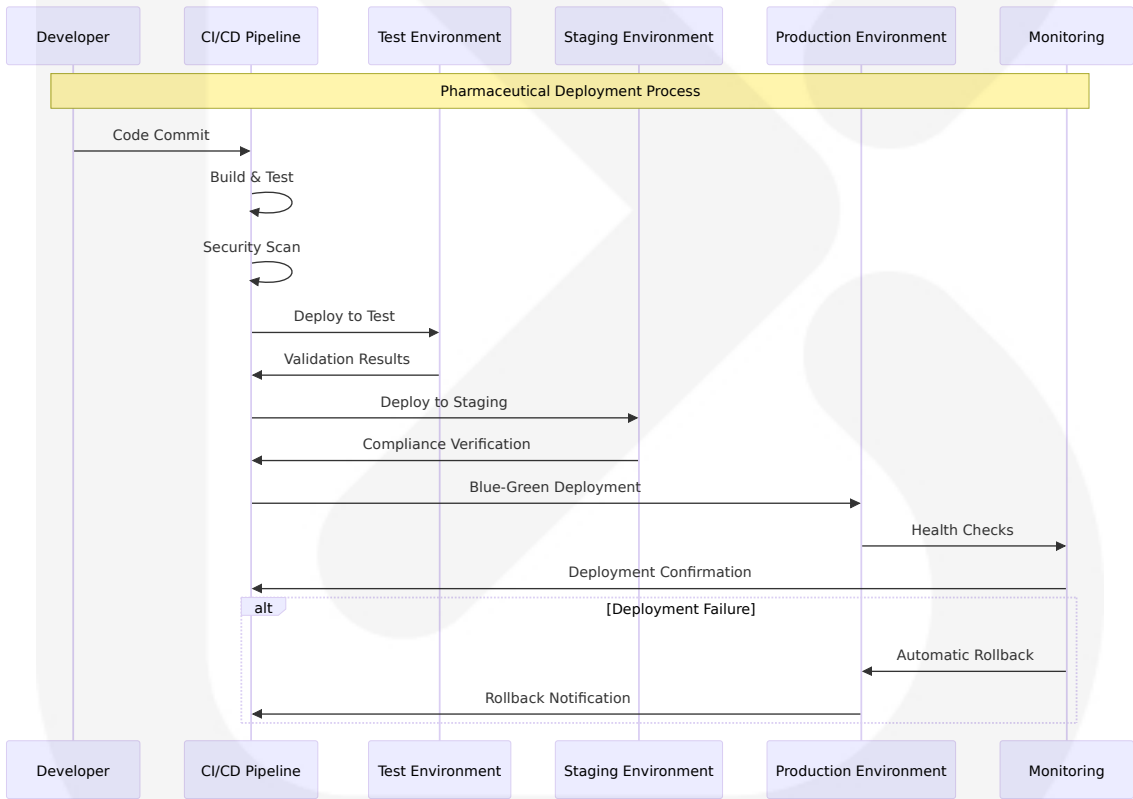 Developer
CI/CD Pipeline
Test Environment
Staging Environment
Production Environment
Monitoring
Pharmaceutical Deployment Process
Code Commit
Build & Test
Security Scan
Deploy to Test
Validation Results
Deploy to Staging
Compliance Verification
Blue-Green Deployment
Health Checks
Deployment Confirmation
alt
[Deployment Failure]
Automatic Rollback
Rollback Notification
Developer
CI/CD Pipeline
Test Environment
Staging Environment
Production Environment
Monitoring